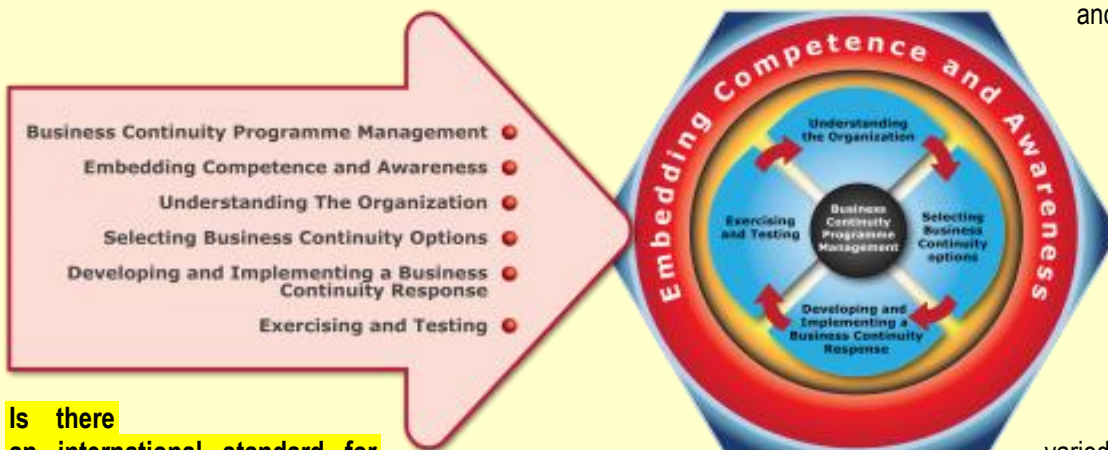 and
Business Continuity Programme Management
Embedding Competence and Awareness
Understanding The Organization
Selecting Business Continuity Options
Developing and Implementing a Business
Continuity Response
Exercising and Testing
Embedding Competence and Awareness
Understanding
the Organization
Exercising
and Testing
Business
Continuity
Programme
Management
Selecting
Business
Continuity
options
Developing and
Implementing a
Business Continuity
Response
Is there
an international standard for
varied